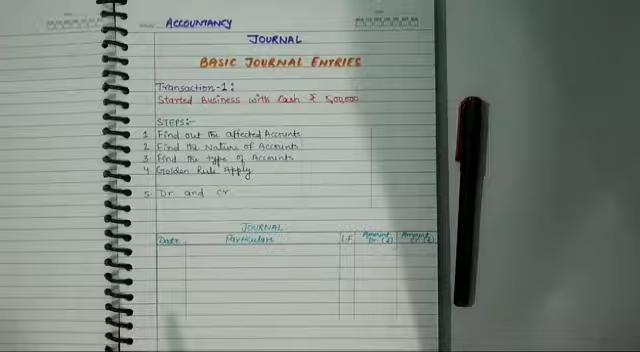 ACCOUNTANCY
JOURNAL
BASIC JOURNAL ENTRIES
Transaction-1:
Started Business with Cash ₹ 5,00,000
STEPS:-
1 Find out the affected Accounts
2 Find the Nature of Accounts
3 Find the type of Accounts
4 Golden Rule Apply
5 Dr and cr
JOURNAL
Date Particulars L.F Amount Dr (₹) Amount Cr (₹)